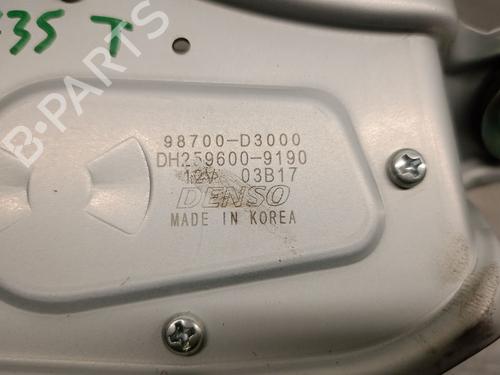 35 T
98700-D3000
DH259600-9190
12V 03B17
DENSO
MADE IN KOREA
B-PARTS